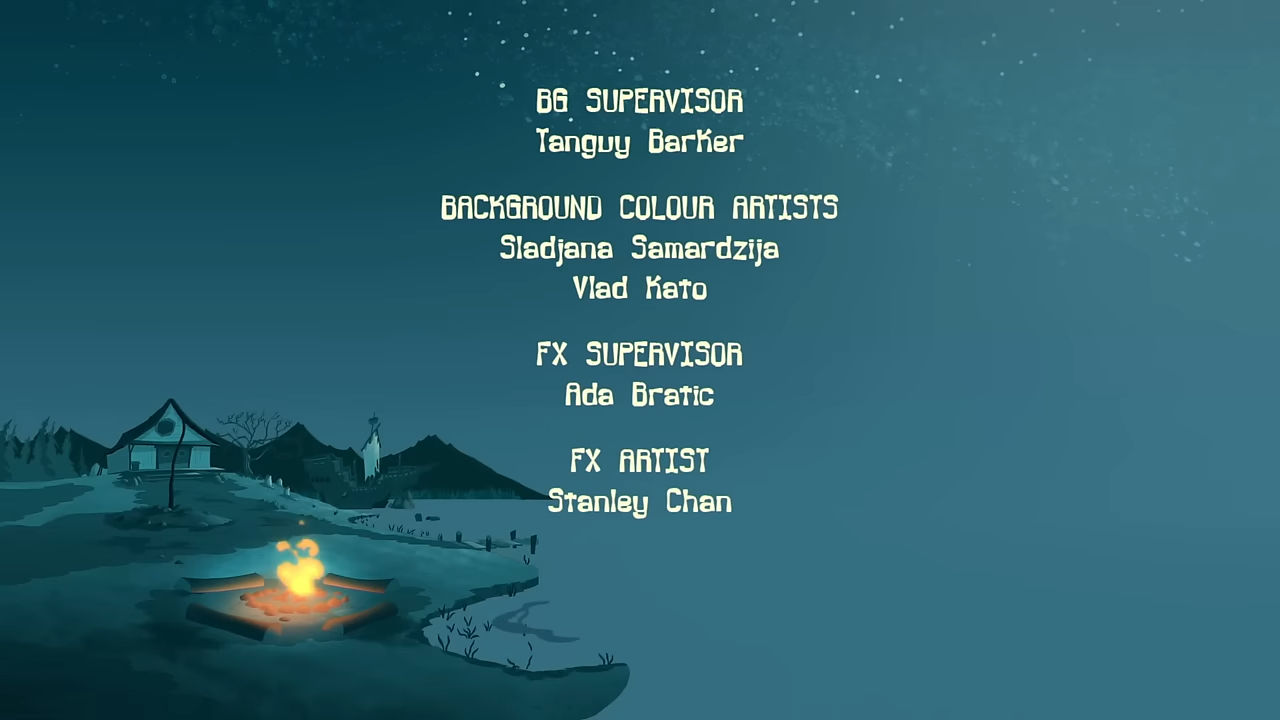 BG SUPERVISOR
Tanguy Barker
BACKGROUND COLOUR ARTISTS
Sladjana Samardzija
Vlad Kato
FX SUPERVISOR
Ada Bratic
FX ARTIST
Stanley Chan